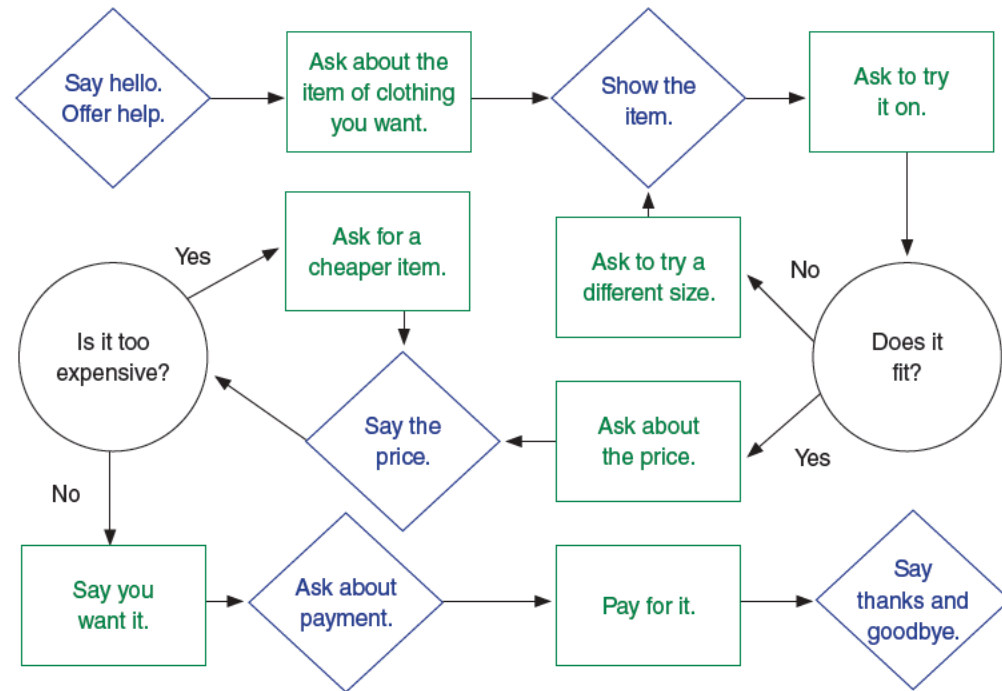 Say hello.
Offer help.
Ask about the
item of clothing
you want.
Show the
item.
Ask to try
it on.
Does it
fit?
No
Ask to try a
different size.
Yes
Ask about
the price.
Say the
price.
Is it too
expensive?
Yes
Ask for a
cheaper item.
No
Say you
want it.
Ask about
payment.
Pay for it.
Say
thanks and
goodbye.